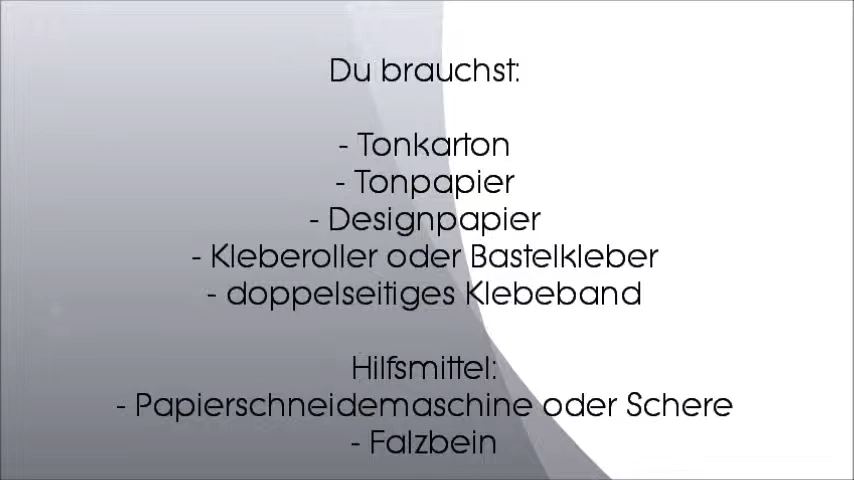 Du brauchst:
- Tonkarton
- Tonpapier
- Designpapier
- Kleberoller oder Bastelkleber
- doppelseitiges Klebeband
Hilfsmittel:
- Papierschneidemaschine oder Schere
- Falzbein